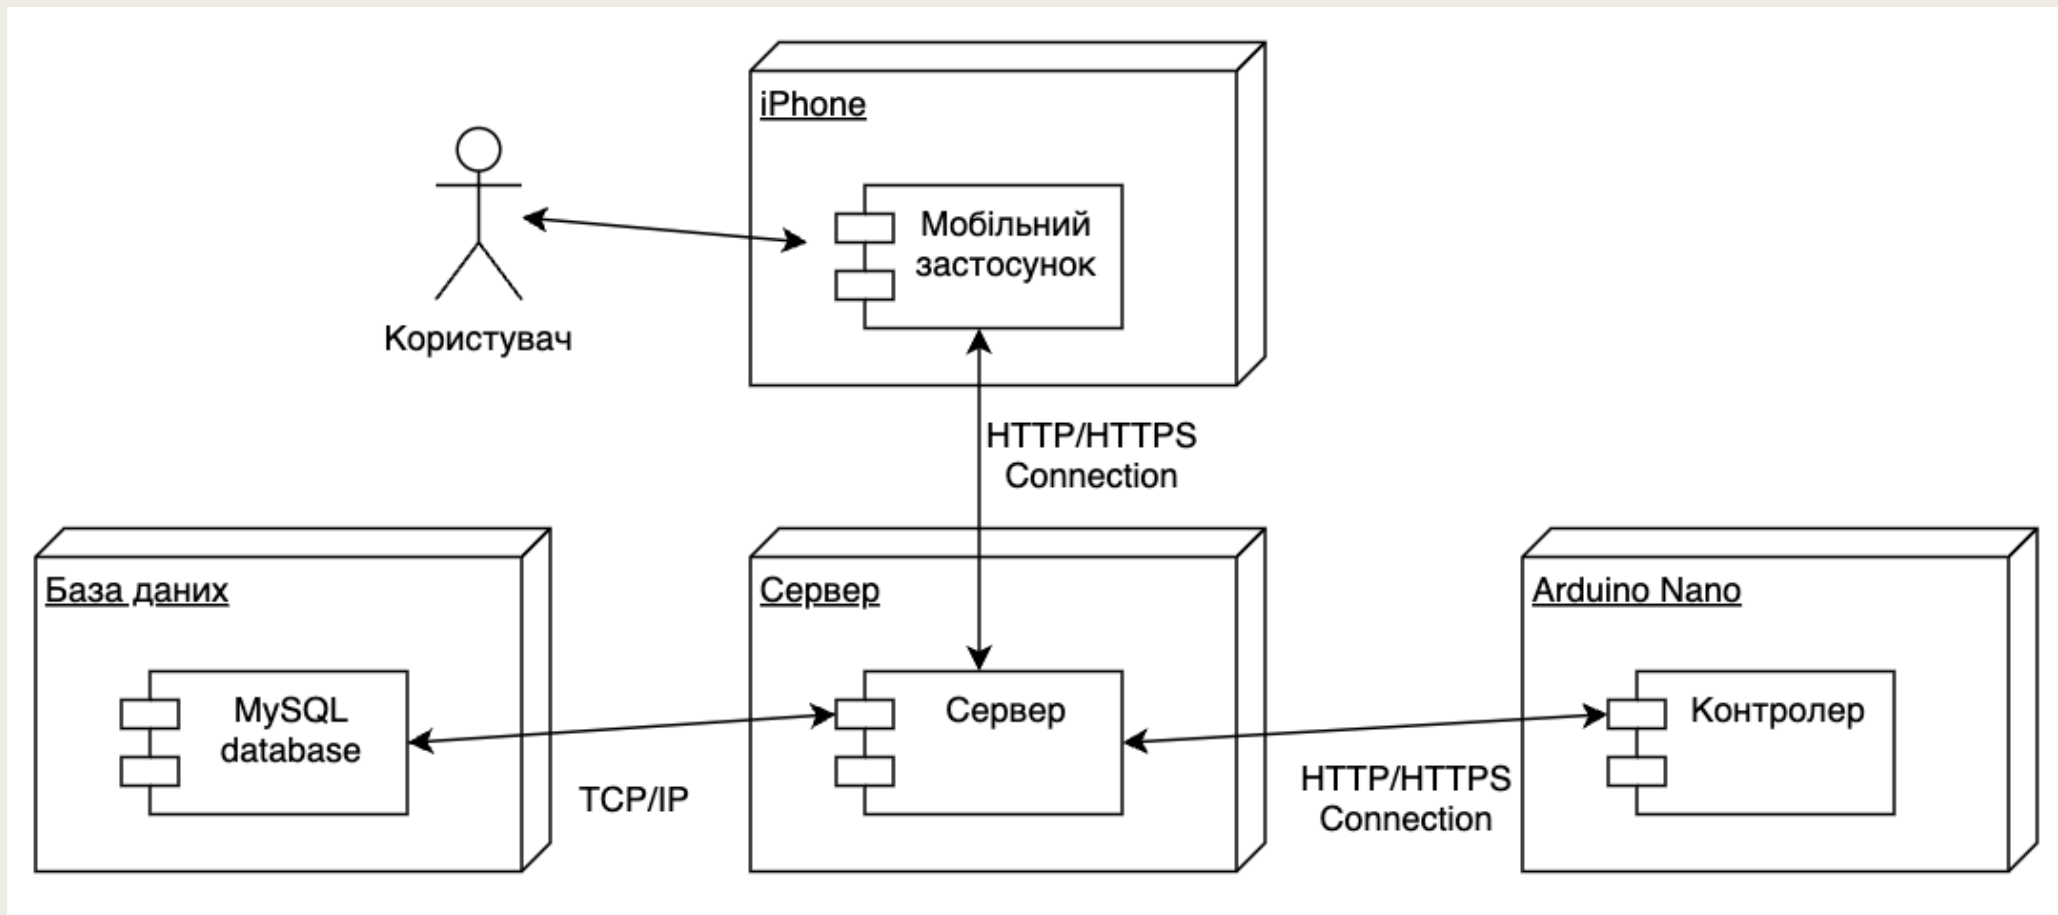 iPhone
Мобільний
застосунок
Користувач
HTTP/HTTPS
Connection
База даних
MySQL
database
TCP/IP
Сервер
Сервер
HTTP/HTTPS
Connection
Arduino Nano
Контролер